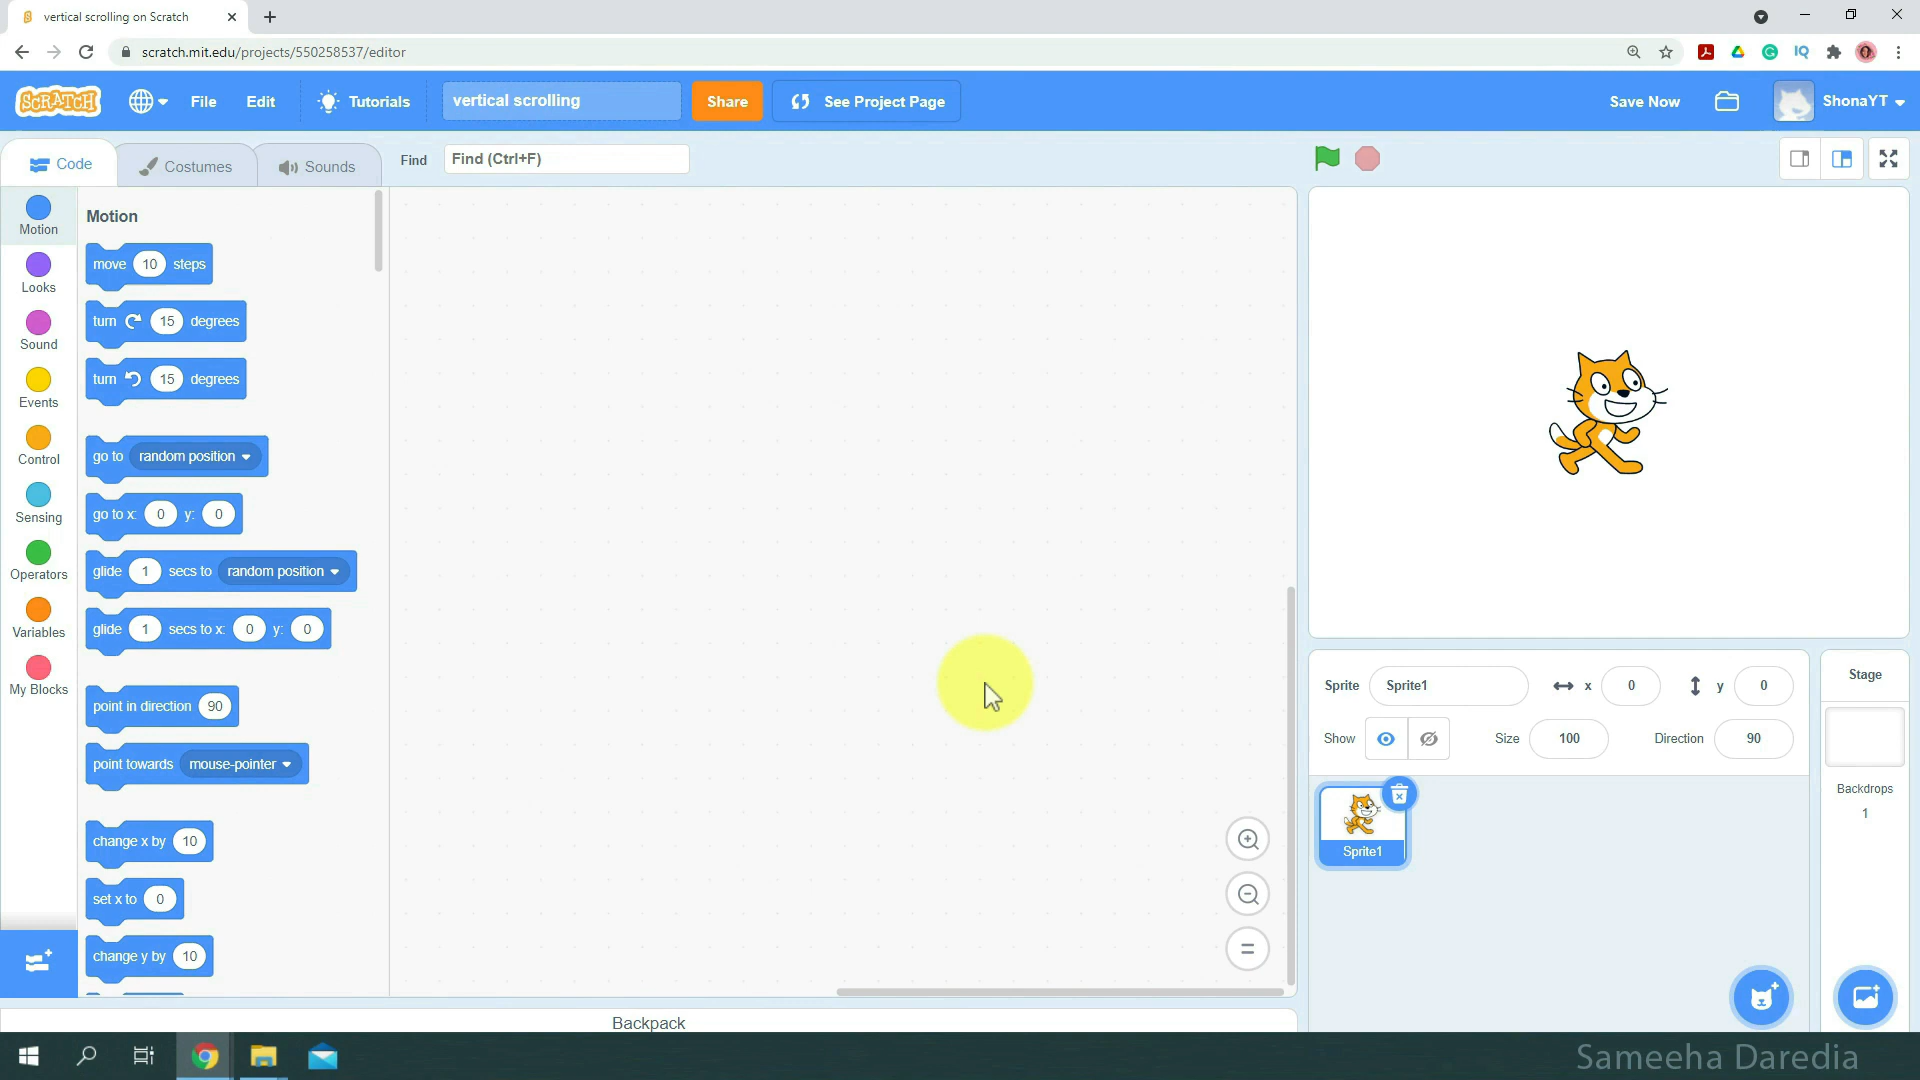 vertical scrolling on Scratch
scratch.mit.edu/projects/550258537/editor
SCRATCH
File
Edit
Tutorials
vertical scrolling
Share
See Project Page
Save Now
ShonaYT
Code
Costumes
Sounds
Find
Find (Ctrl+F)
Motion
Looks
Sound
Events
Control
Sensing
Operators
Variables
My Blocks
Motion
move 10 steps
turn 15 degrees
turn 15 degrees
go to random position
go to x: 0 y: 0
glide 1 secs to random position
glide 1 secs to x: 0 y: 0
point in direction 90
point towards mouse-pointer
change x by 10
set x to 0
change y by 10
Backpack
Sprite Sprite1 x 0 y 0
Show Size 100 Direction 90
Sprite1
Stage
Backdrops
1
IQ
Sameeha Daredia